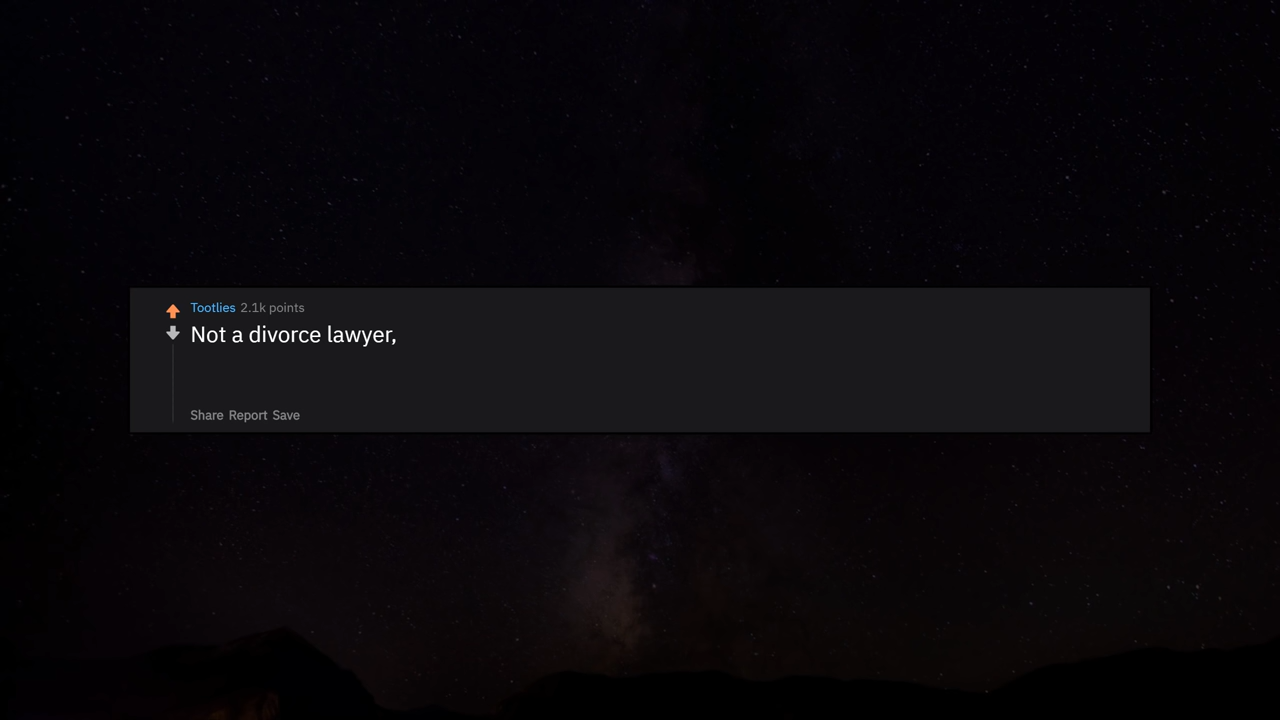 Tootlies 2.1k points
Not a divorce lawyer,
Share Report Save